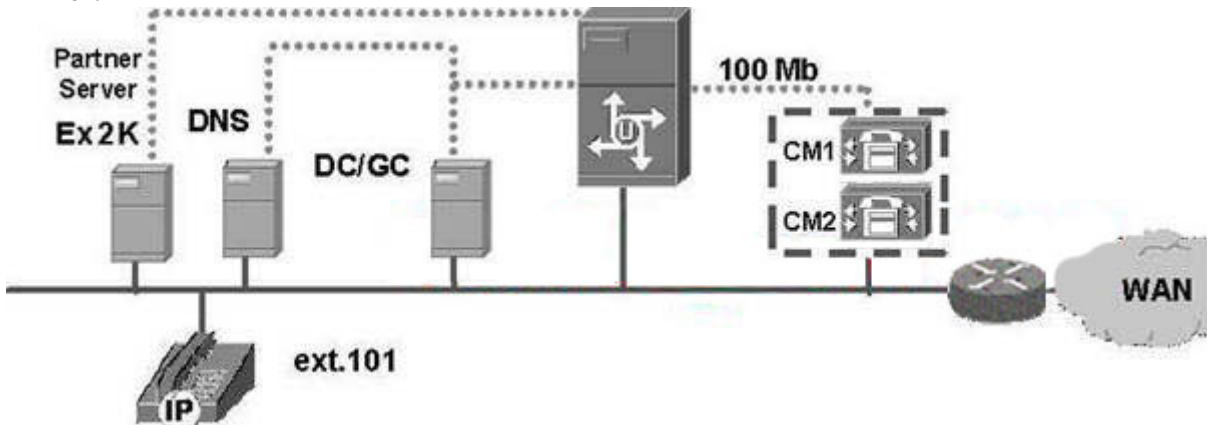 Partner
Server
Ex2K
DNS
DC/GC
U
100 Mb
CM1
CM2
WAN
ext.101
IP